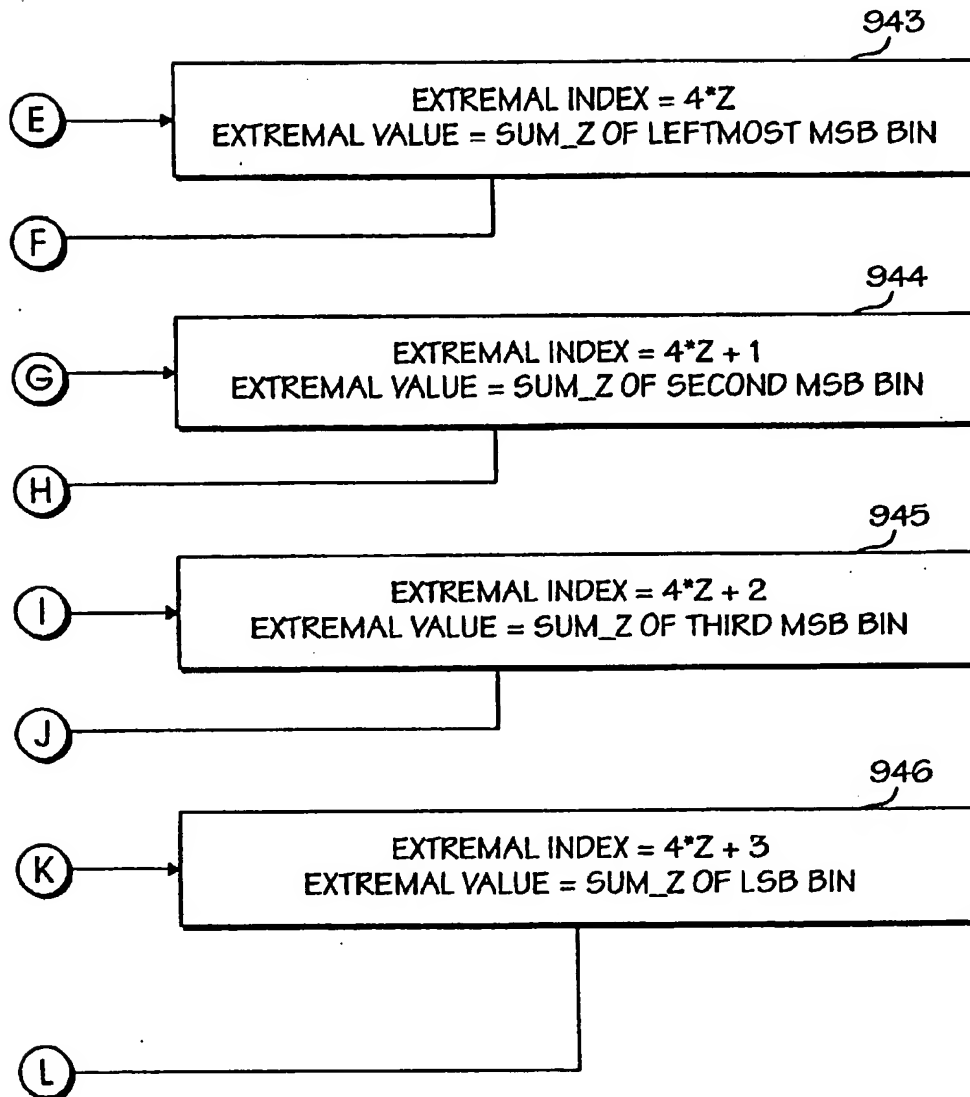 943
E
EXTREMAL INDEX = 4*Z
EXTREMAL VALUE = SUM_Z OF LEFTMOST MSB BIN
F
944
G
EXTREMAL INDEX = 4*Z + 1
EXTREMAL VALUE = SUM_Z OF SECOND MSB BIN
H
945
I
EXTREMAL INDEX = 4*Z + 2
EXTREMAL VALUE = SUM_Z OF THIRD MSB BIN
J
946
K
EXTREMAL INDEX = 4*Z + 3
EXTREMAL VALUE = SUM_Z OF LSB BIN
L